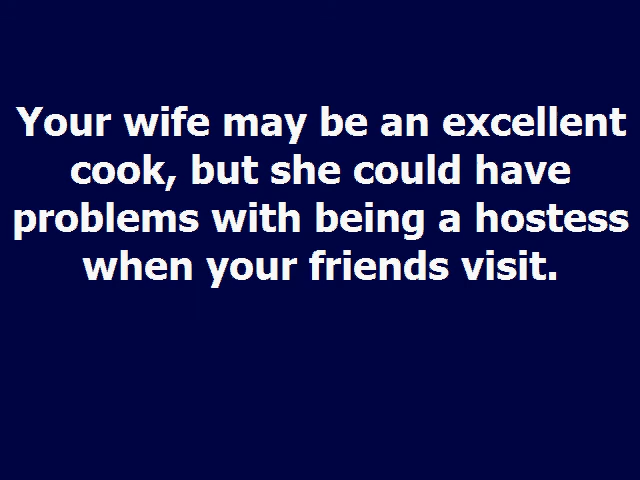 Your wife may be an excellent
cook, but she could have
problems with being a hostess
when your friends visit.